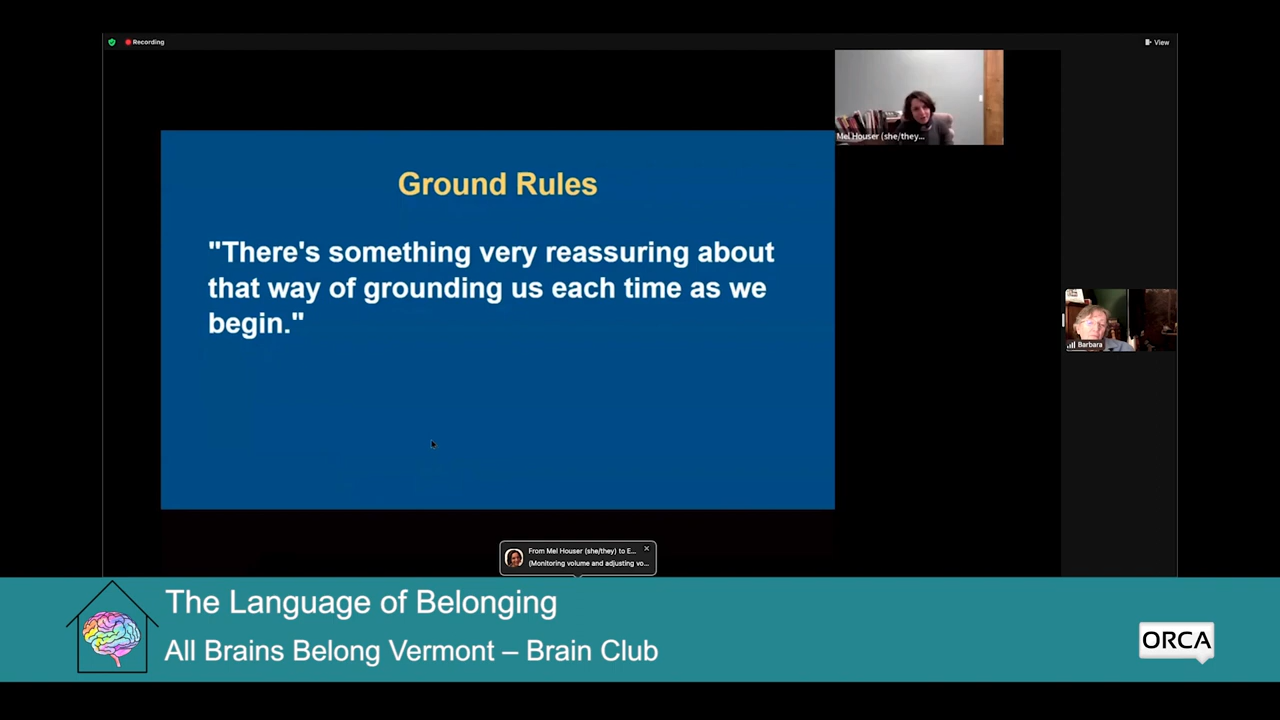 Recording
View
Mel Houser (she/they...
Ground Rules
"There's something very reassuring about
that way of grounding us each time as we
begin."
Barbara
From Mel Houser (she/they) to E...
(Monitoring volume and adjusting vo...
The Language of Belonging
All Brains Belong Vermont – Brain Club
ORCA